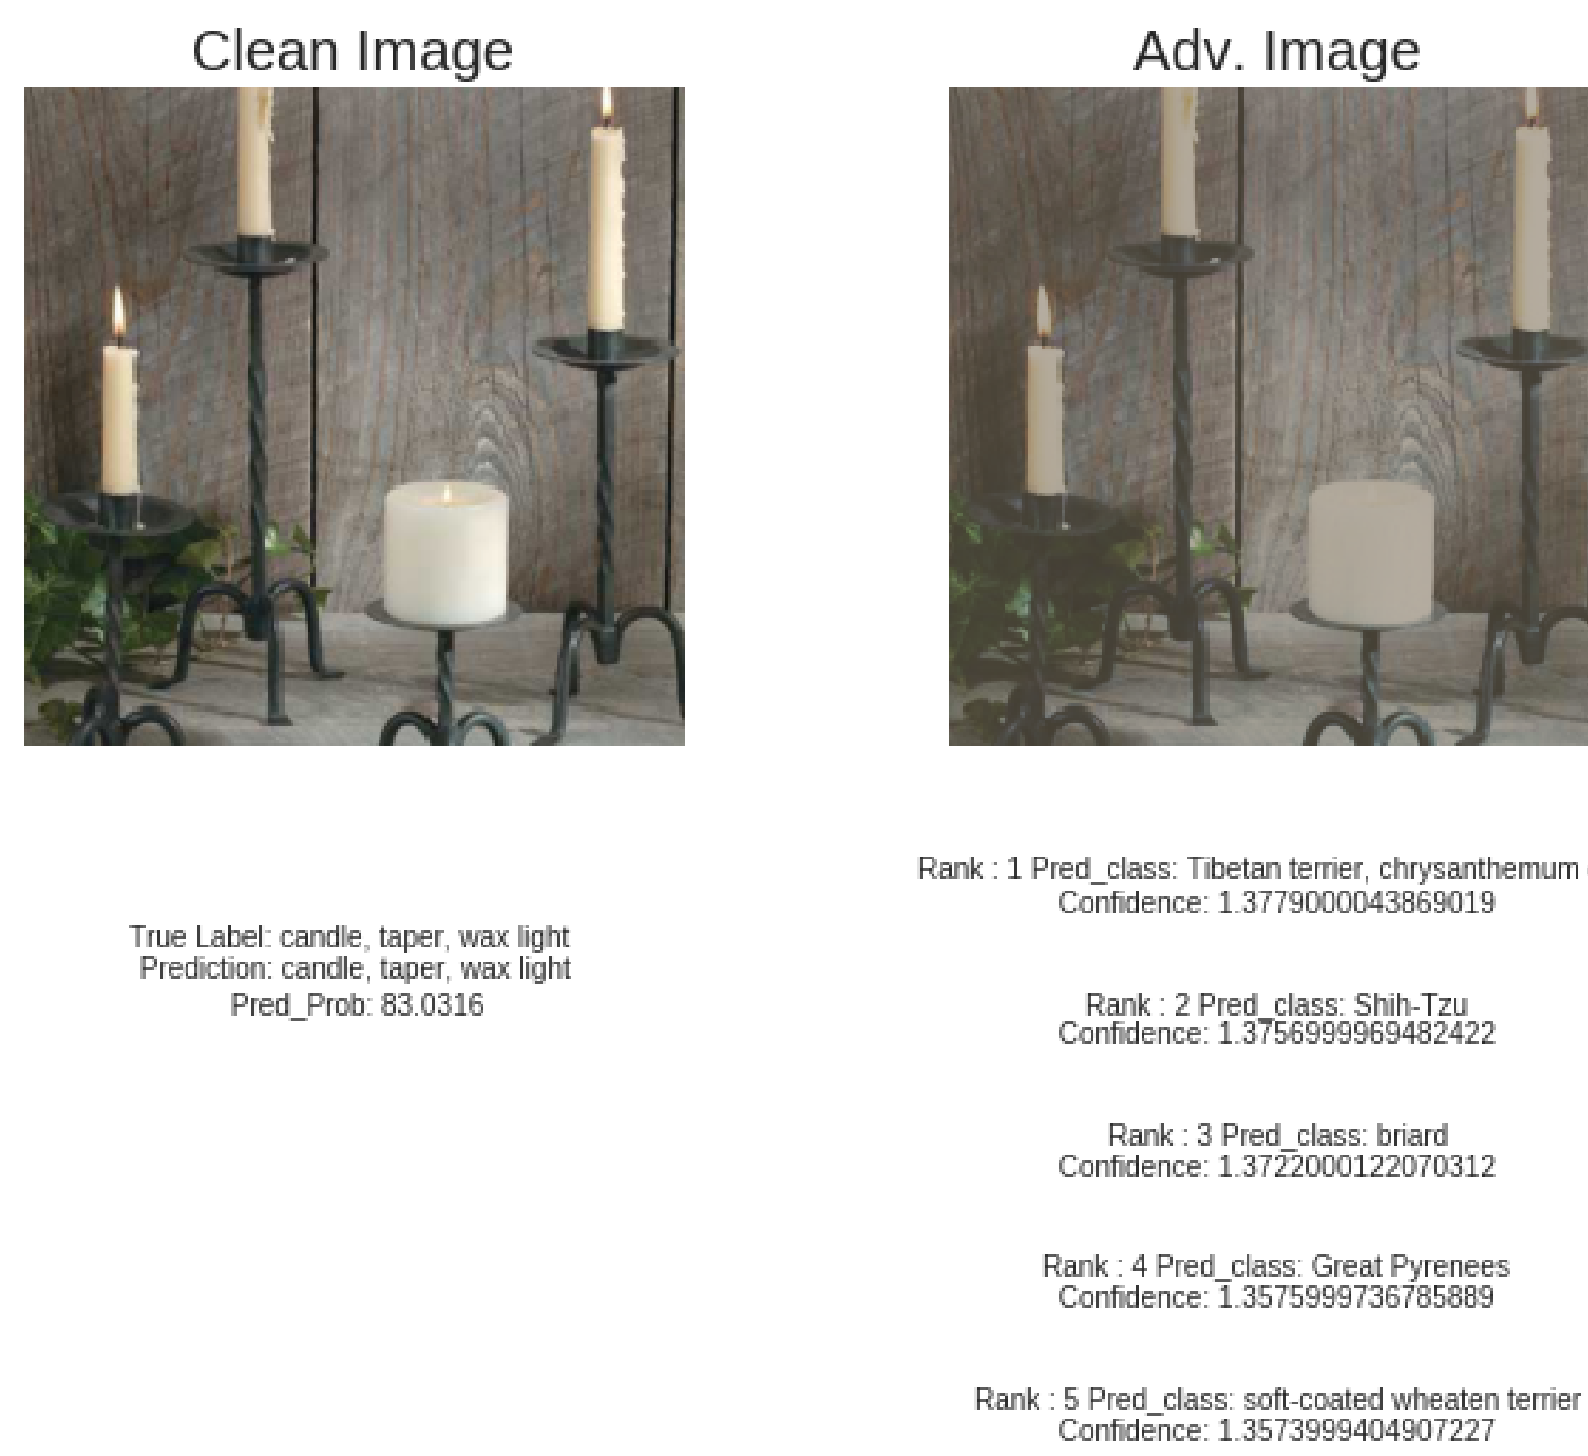 Clean Image
Adv. Image
True Label: candle, taper, wax light
Prediction: candle, taper, wax light
Pred_Prob: 83.0316
Rank : 1 Pred_class: Tibetan terrier, chrysanthemum
Confidence: 1.3779000043869019
Rank : 2 Pred_class: Shih-Tzu
Confidence: 1.3756999969482422
Rank : 3 Pred_class: briard
Confidence: 1.3722000122070312
Rank : 4 Pred_class: Great Pyrenees
Confidence: 1.3575999736785889
Rank : 5 Pred_class: soft-coated wheaten terrier
Confidence: 1.3573999404907227